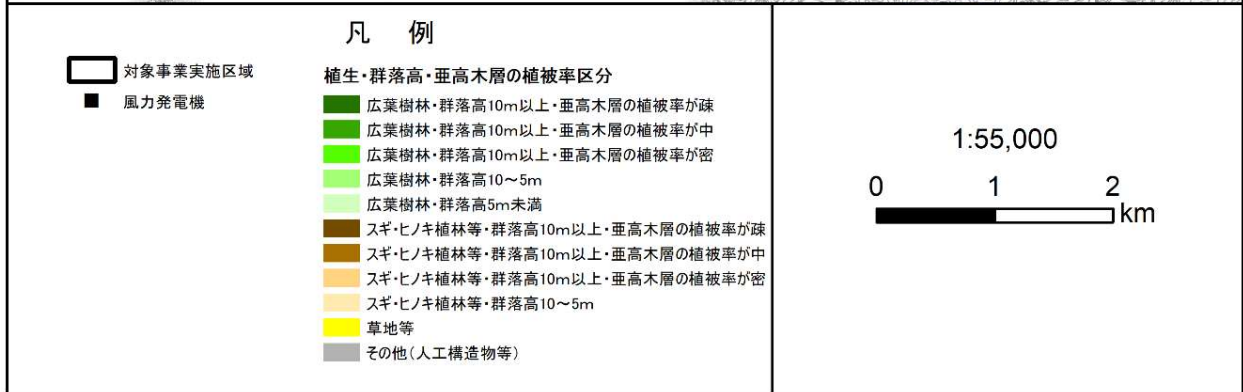 凡 例
対象事業実施区域
風力発電機
植生・群落高・亜高木層の植被率区分
広葉樹林・群落高10m以上・亜高木層の植被率が疎
広葉樹林・群落高10m以上・亜高木層の植被率が中
広葉樹林・群落高10m以上・亜高木層の植被率が密
広葉樹林・群落高10～5m
広葉樹林・群落高5m未満
スギ・ヒノキ植林等・群落高10m以上・亜高木層の植被率が疎
スギ・ヒノキ植林等・群落高10m以上・亜高木層の植被率が中
スギ・ヒノキ植林等・群落高10m以上・亜高木層の植被率が密
スギ・ヒノキ植林等・群落高10～5m
草地等
その他（人工構造物等）
1:55,000
0 1 2
km